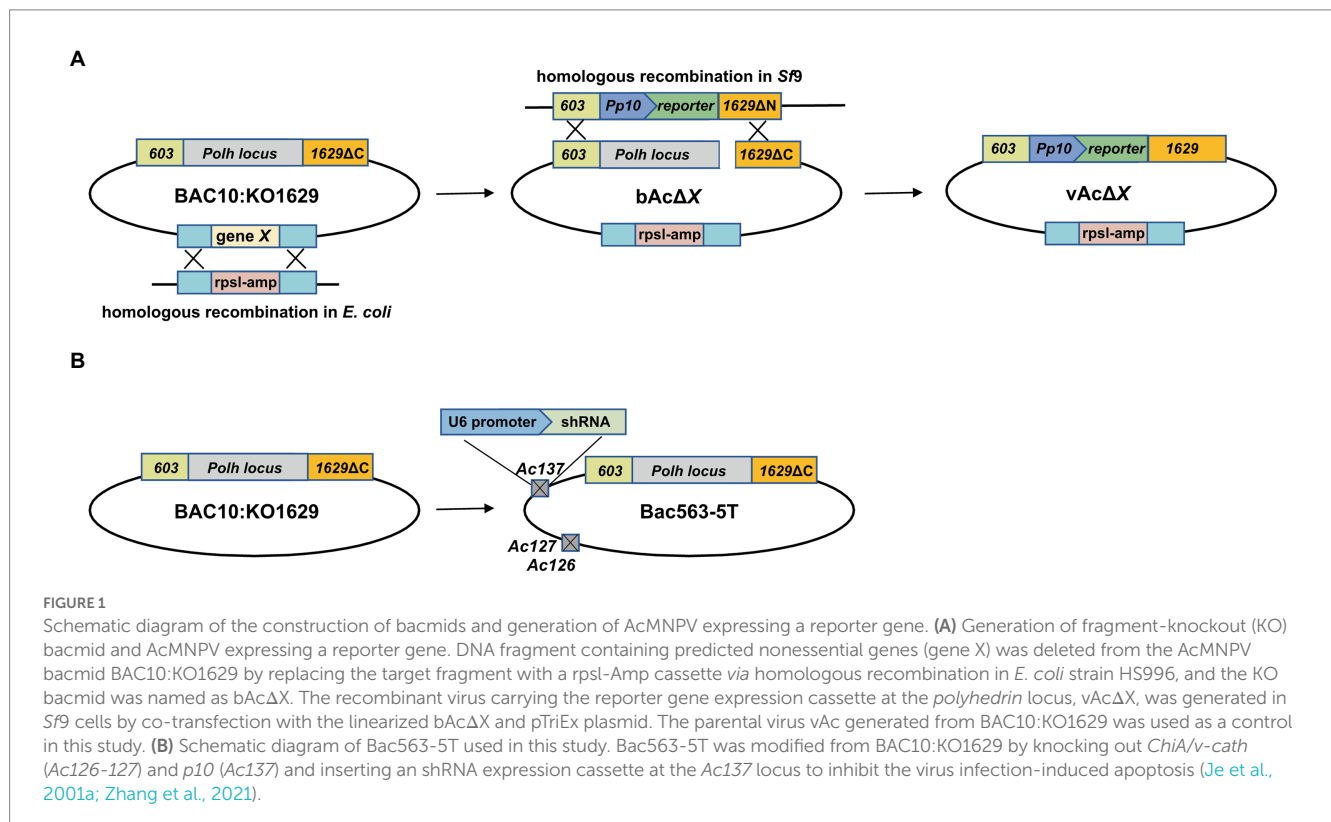 A
homologous recombination in Sf9
603 Pp10 reporter 1629ΔN
603 Polh locus 1629ΔC
603 Polh locus 1629ΔC
603 Pp10 reporter 1629
BAC10:KO1629
bAcΔX
vAcΔX
gene X
rpsl-amp
rpsl-amp
rpsl-amp
homologous recombination in E. coli
B
U6 promoter shRNA
603 Polh locus 1629ΔC
Ac137
603 Polh locus 1629ΔC
BAC10:KO1629
Bac563-5T
Ac127
Ac126
FIGURE 1
Schematic diagram of the construction of bacmids and generation of AcMNPV expressing a reporter gene. (A) Generation of fragment-knockout (KO)
bacmid and AcMNPV expressing a reporter gene. DNA fragment containing predicted nonessential genes (gene X) was deleted from the AcMNPV
bacmid BAC10:KO1629 by replacing the target fragment with a rpsl-Amp cassette via homologous recombination in E. coli strain HS996, and the KO
bacmid was named as bAcΔX. The recombinant virus carrying the reporter gene expression cassette at the polyhedrin locus, vAcΔX, was generated in
Sf9 cells by co-transfection with the linearized bAcΔX and pTriEx plasmid. The parental virus vAc generated from BAC10:KO1629 was used as a control
in this study. (B) Schematic diagram of Bac563-5T used in this study. Bac563-5T was modified from BAC10:KO1629 by knocking out ChiA/v-cath
(Ac126-127) and p10 (Ac137) and inserting an shRNA expression cassette at the Ac137 locus to inhibit the virus infection-induced apoptosis (Je et al.,
2001a; Zhang et al., 2021).